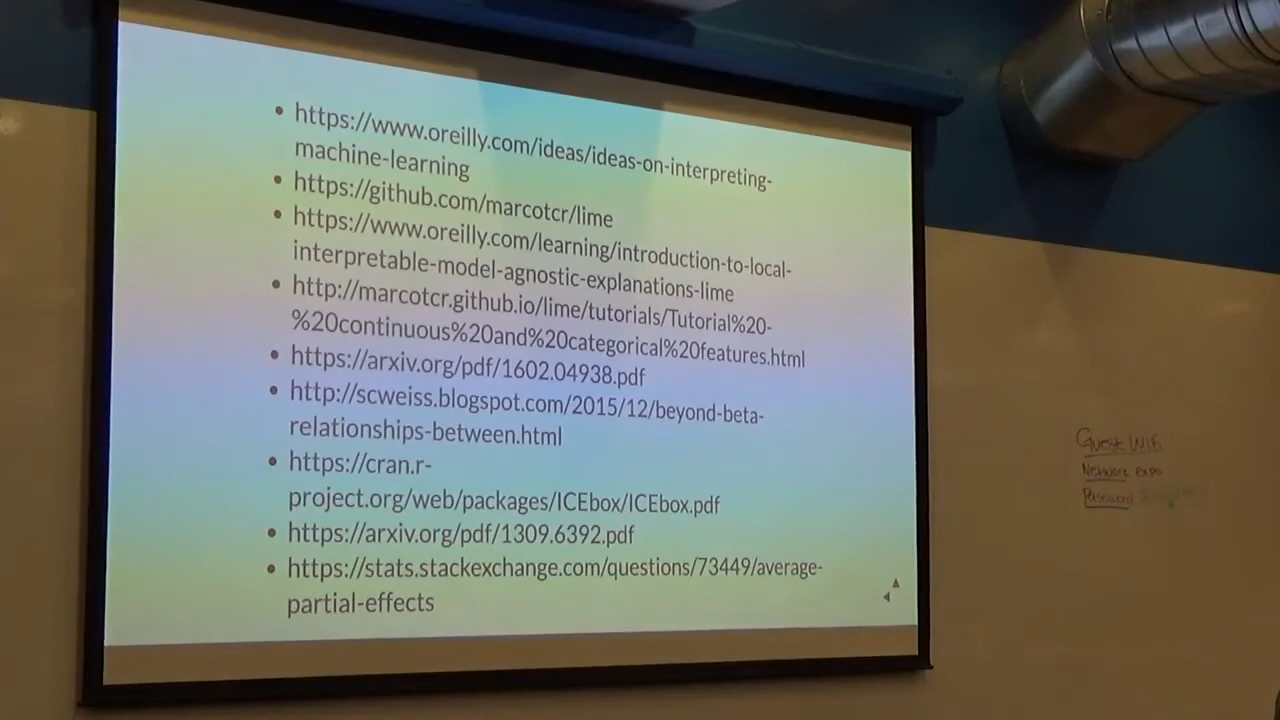 • https://www.oreilly.com/ideas/ideas-on-interpreting-
machine-learning
• https://github.com/marcotcr/lime
• https://www.oreilly.com/learning/introduction-to-local-
interpretable-model-agnostic-explanations-lime
• http://marcotcr.github.io/lime/tutorials/Tutorial%20-
%20continuous%20and%20categorical%20features.html
• https://arxiv.org/pdf/1602.04938.pdf
• http://scweiss.blogspot.com/2015/12/beyond-beta-
relationships-between.html
• https://cran.r-
project.org/web/packages/ICEbox/ICEbox.pdf
• https://arxiv.org/pdf/1309.6392.pdf
• https://stats.stackexchange.com/questions/73449/average-
partial-effects
Guest
Network expo
Password